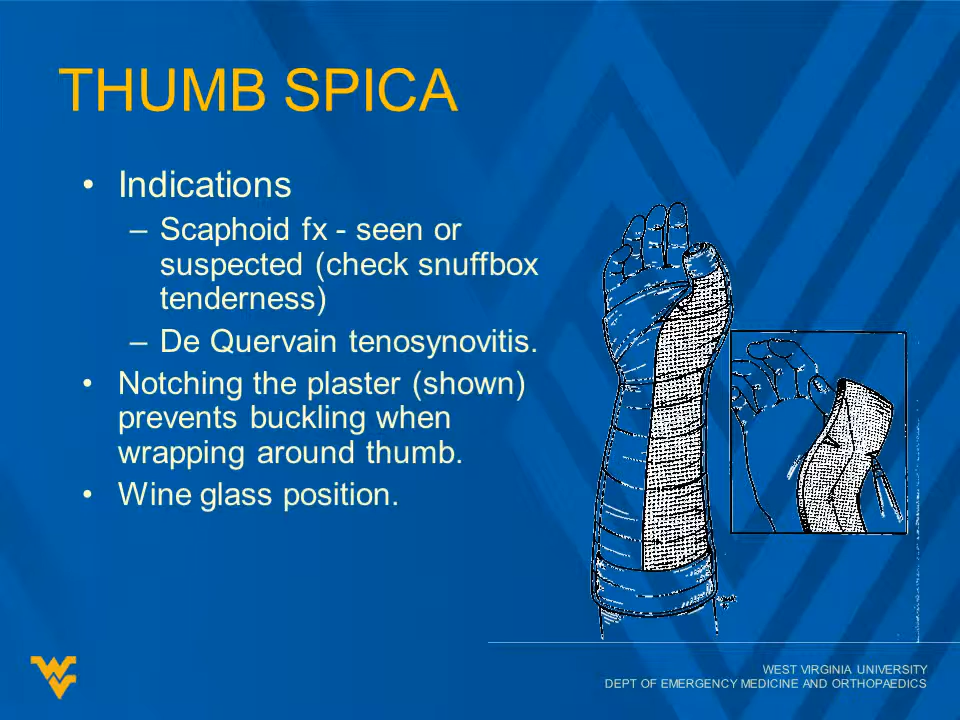 THUMB SPICA
• Indications
– Scaphoid fx - seen or
suspected (check snuffbox
tenderness)
– De Quervain tenosynovitis.
• Notching the plaster (shown)
prevents buckling when
wrapping around thumb.
• Wine glass position.
WEST VIRGINIA UNIVERSITY
DEPT OF EMERGENCY MEDICINE AND ORTHOPAEDICS